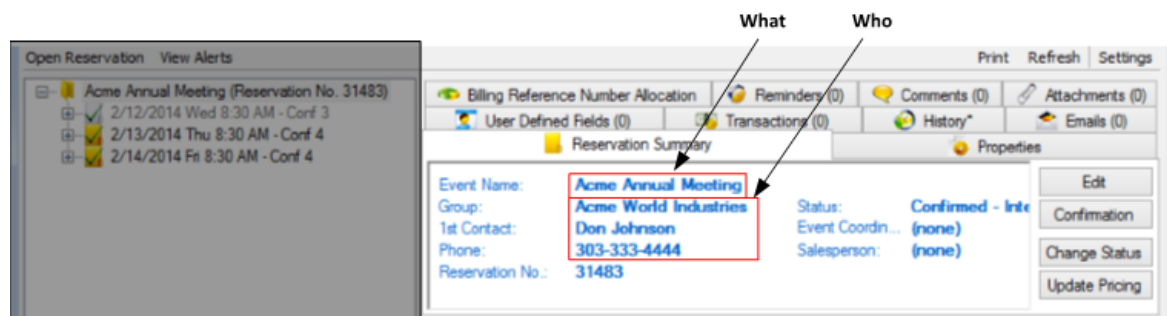 What Who
Open Reservation View Alerts
Print Refresh Settings
Acme Annual Meeting (Reservation No. 31483)
2/12/2014 Wed 8:30 AM - Conf 3
2/13/2014 Thu 8:30 AM - Conf 4
2/14/2014 Fri 8:30 AM - Conf 4
Billing Reference Number Allocation Reminders (0) Comments (0) Attachments (0)
User Defined Fields (0) Transactions (0) History* Emails (0)
Reservation Summary Properties
Event Name: Acme Annual Meeting
Group: Acme World Industries Status: Confirmed - Inte
1st Contact: Don Johnson Event Coordin... (none)
Phone: 303-333-4444 Salesperson: (none)
Reservation No.: 31483
Edit
Confirmation
Change Status
Update Pricing